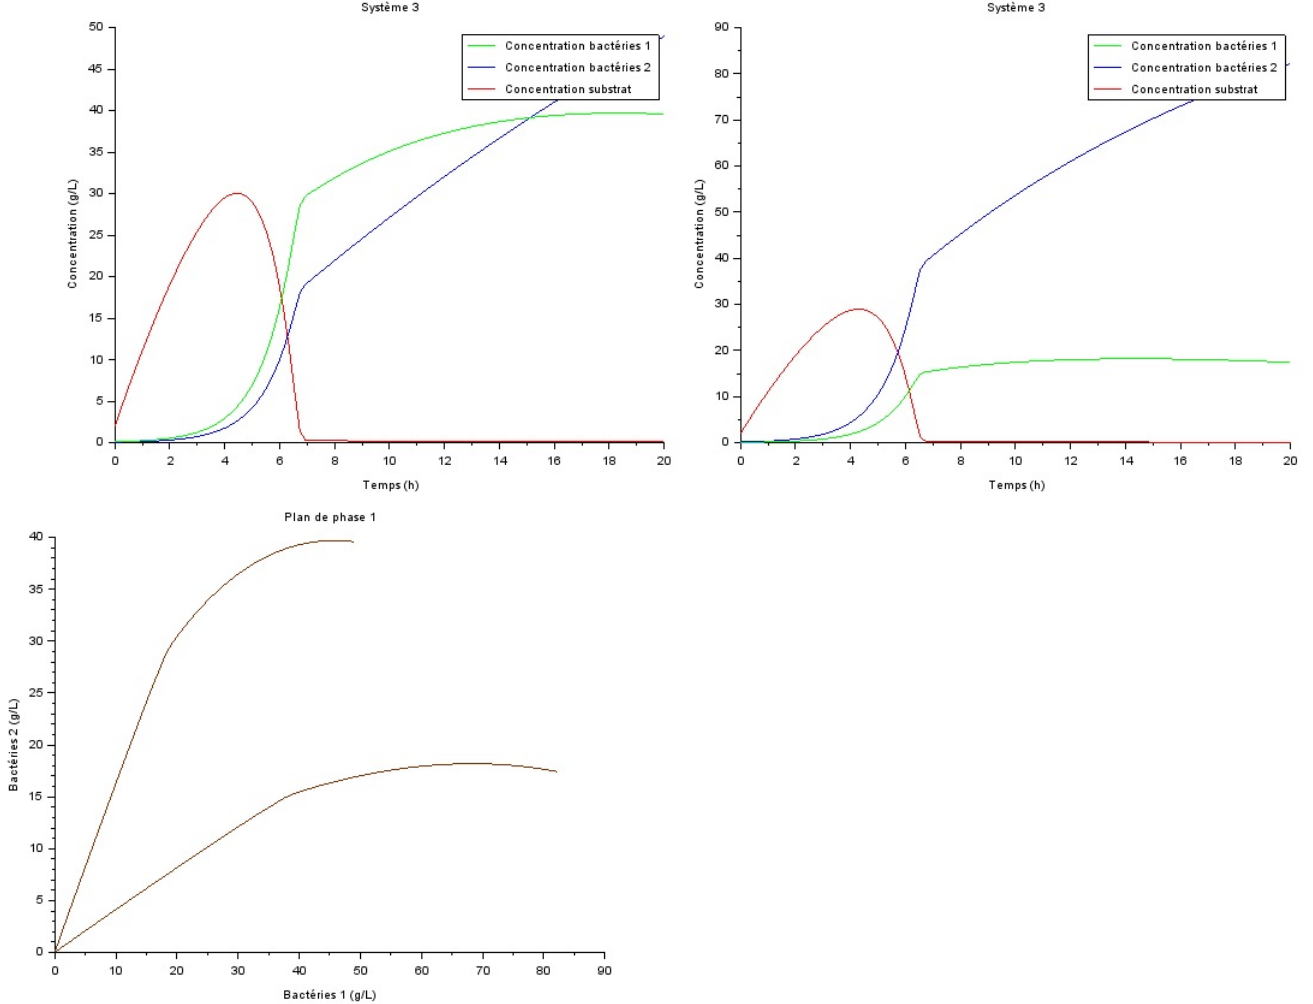 Système 3
50
45
40
35
30
25
20
15
10
5
0
Concentration (g/L)
Concentration bactéries 1
Concentration bactéries 2
Concentration substrat
0 2 4 6 8 10 12 14 16 18 20
Temps (h)
Système 3
90
80
70
60
50
40
30
20
10
0
Concentration (g/L)
Concentration bactéries 1
Concentration bactéries 2
Concentration substrat
0 2 4 6 8 10 12 14 16 18 20
Temps (h)
Plan de phase 1
40
35
30
25
20
15
10
5
0
Bactéries 2 (g/L)
0 10 20 30 40 50 60 70 80 90
Bactéries 1 (g/L)